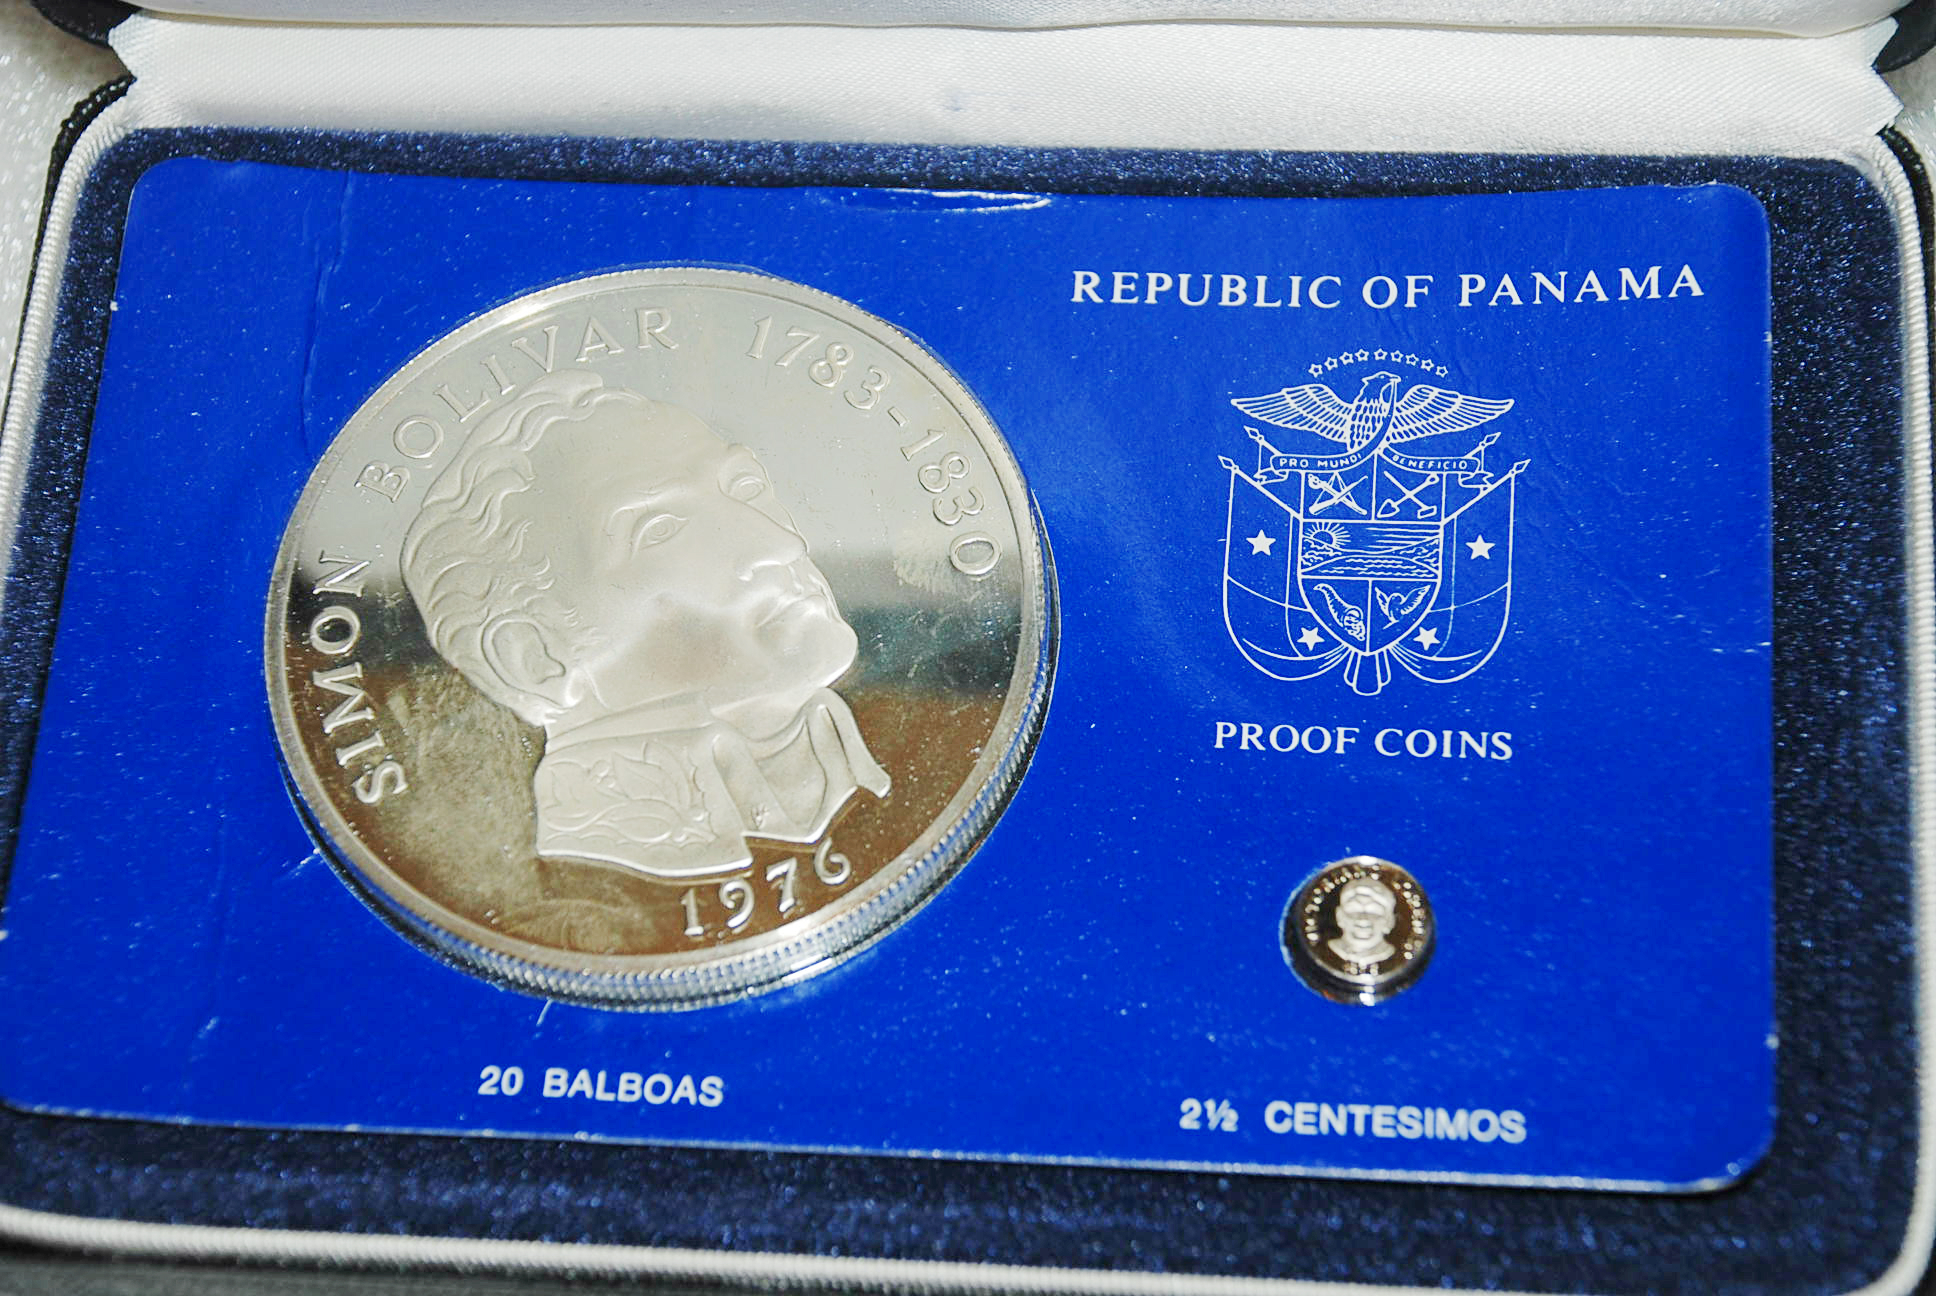 SIMON BOLIVAR 1783-1830
1976
REPUBLIC OF PANAMA
PRO MUNDI BENEFICIO
PROOF COINS
20 BALBOAS
2½ CENTESIMOS